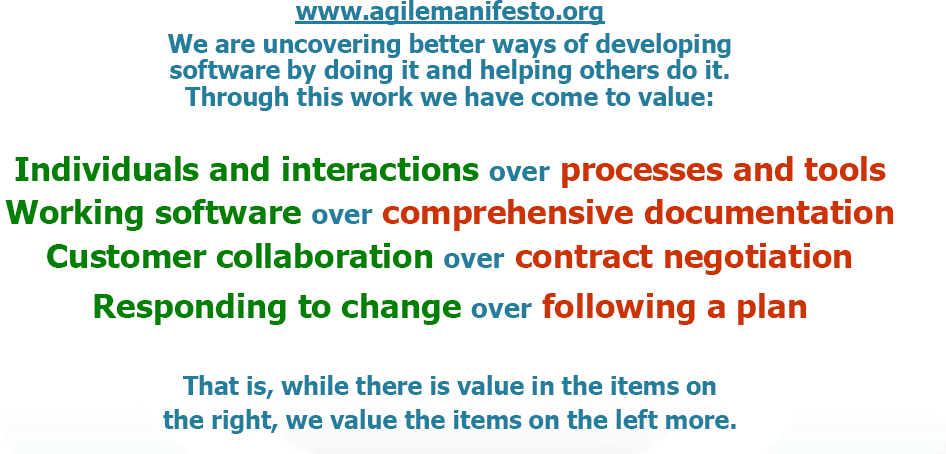 www.agilemanifesto.org
We are uncovering better ways of developing
software by doing it and helping others do it.
Through this work we have come to value:
Individuals and interactions over processes and tools
Working software over comprehensive documentation
Customer collaboration over contract negotiation
Responding to change over following a plan
That is, while there is value in the items on
the right, we value the items on the left more.